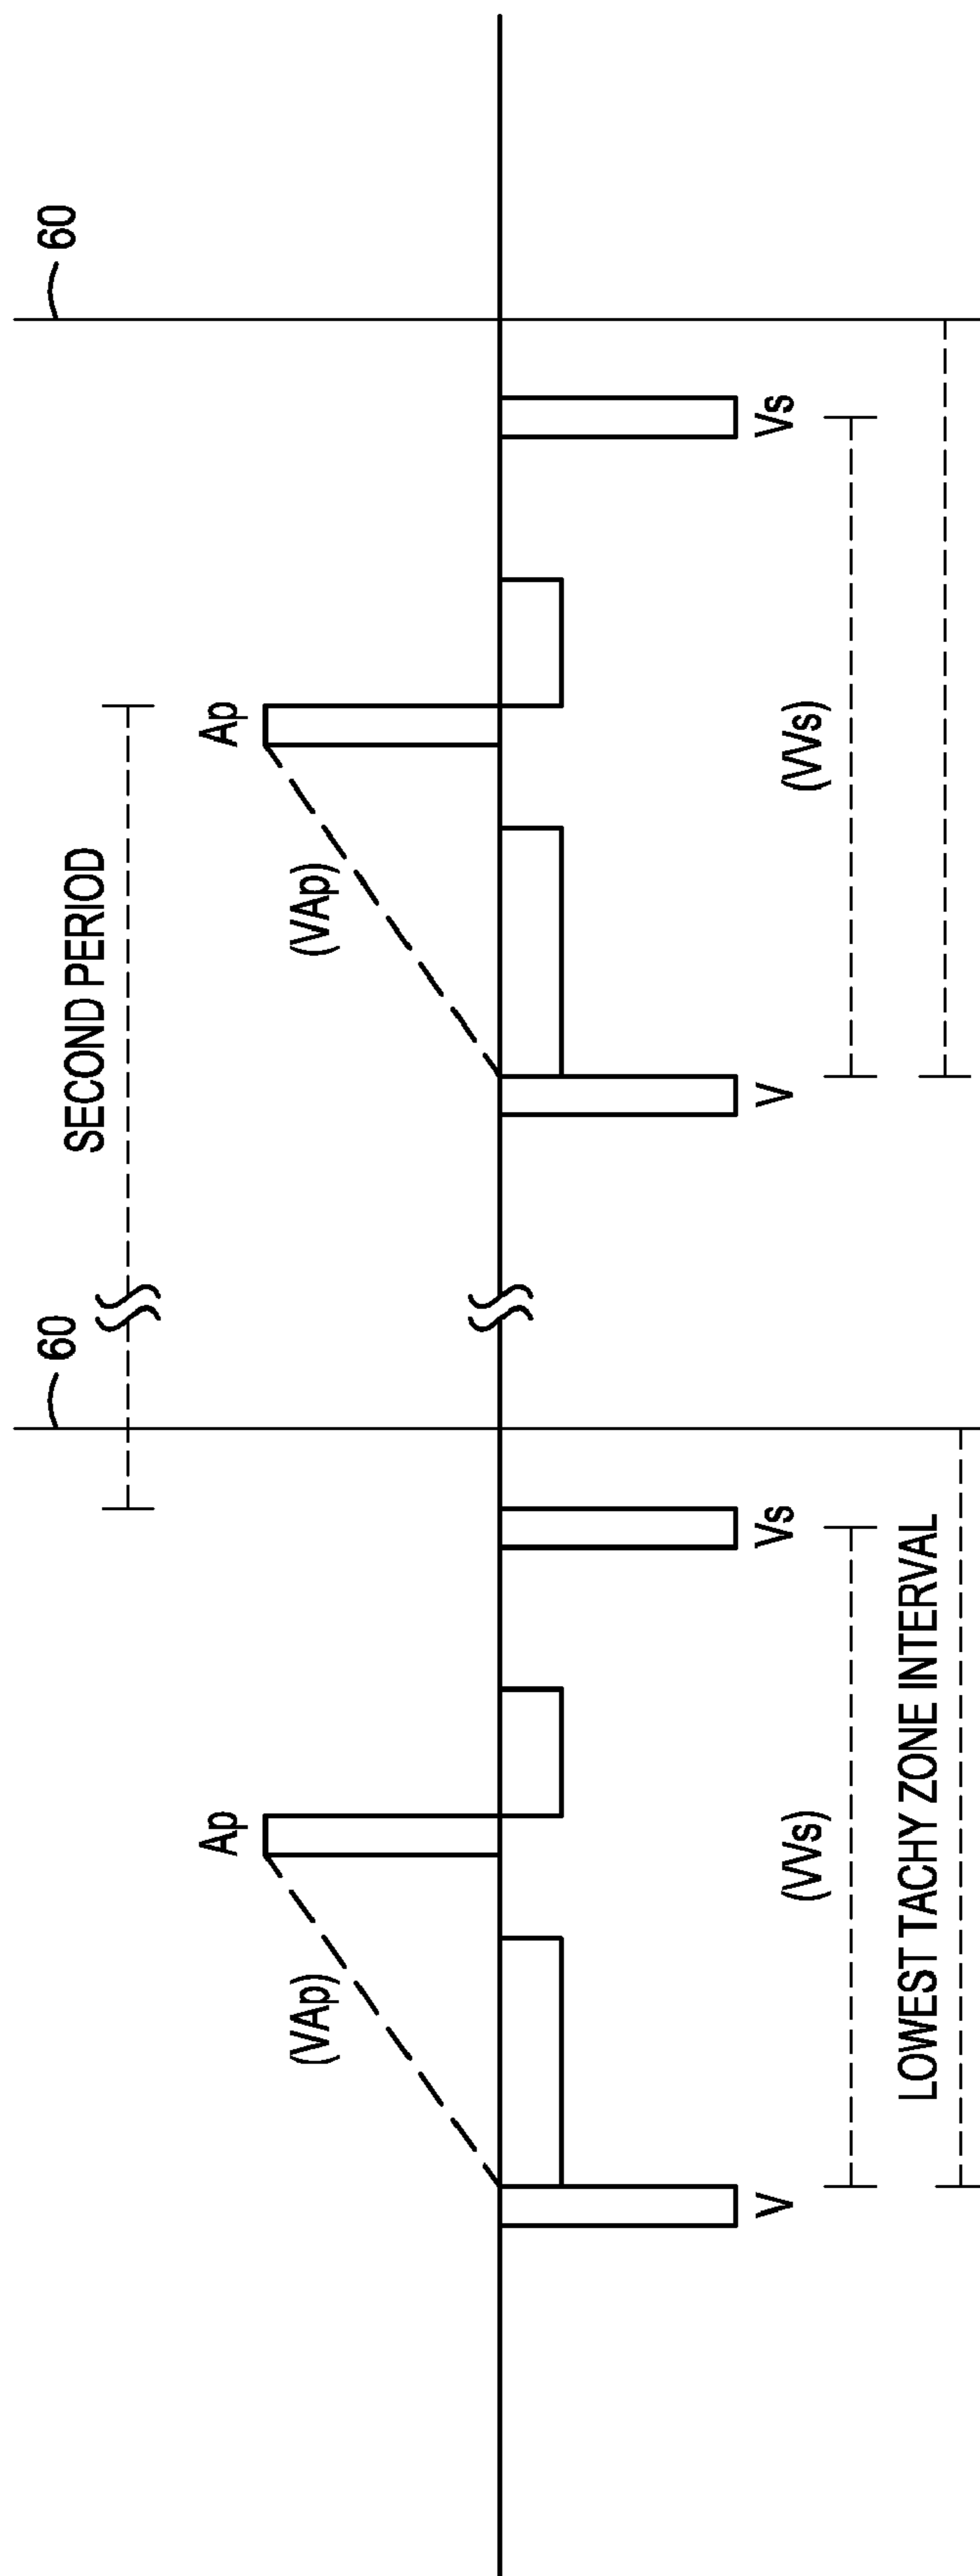 60
60
SECOND PERIOD
Ap
Ap
(VAp)
(VAp)
V
Vs
V
Vs
(VVs)
(VVs)
LOWEST TACHY ZONE INTERVAL